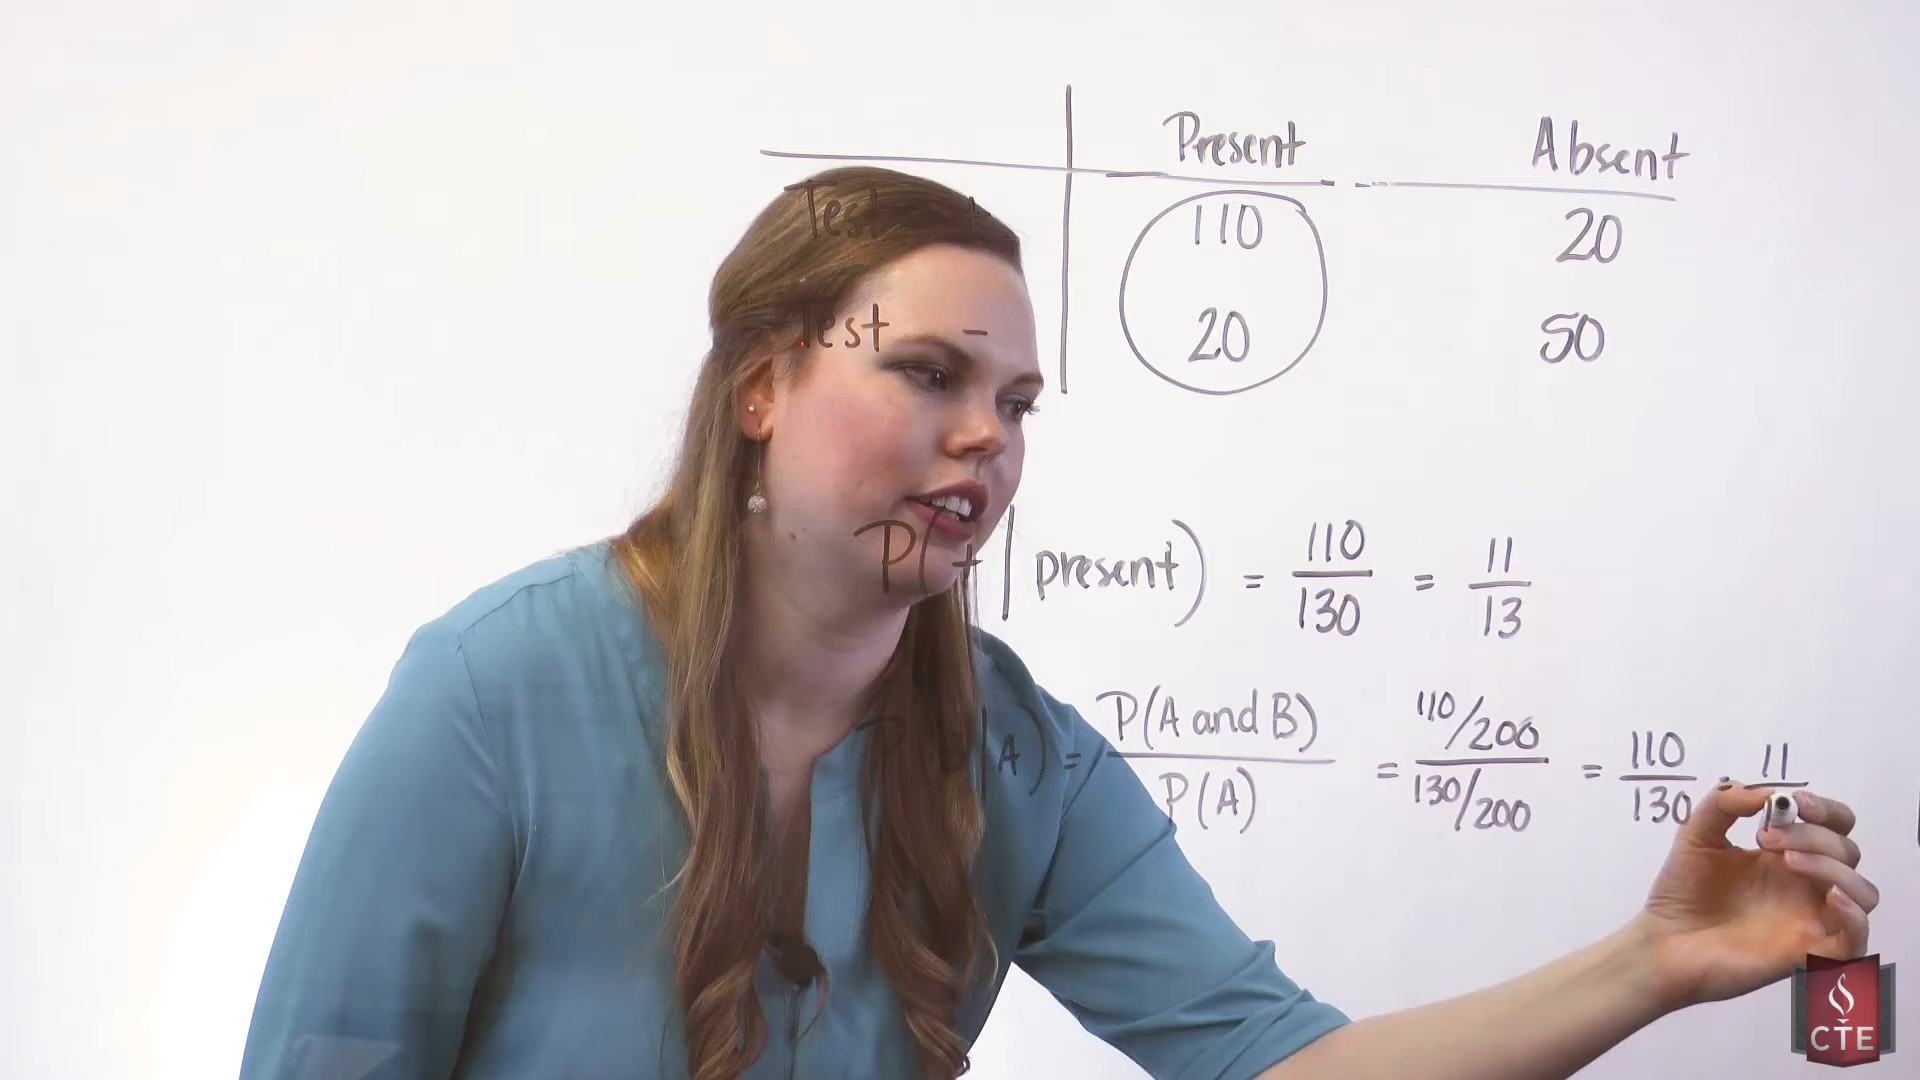 Present Absent
Test + 110 20
Test - 20 50
P(+ | present) = 110/130 = 11/13
P(B|A) = P(A and B)/P(A) = 110/200 / 130/200 = 110/130 = 11/1
CTE